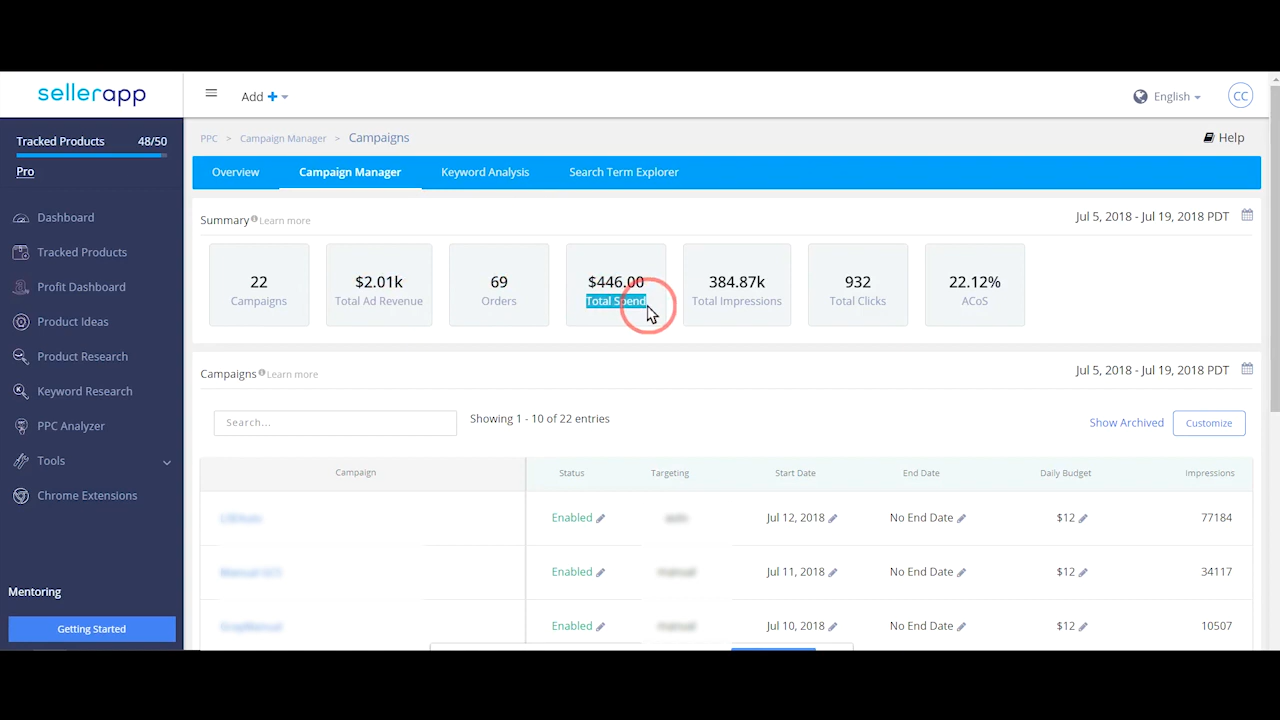 sellerapp
Add
English
CC
Tracked Products 48/50
Pro
Dashboard
Tracked Products
Profit Dashboard
Product Ideas
Product Research
Keyword Research
PPC Analyzer
Tools
Chrome Extensions
Mentoring
Getting Started
PPC > Campaign Manager > Campaigns
Help
Overview Campaign Manager Keyword Analysis Search Term Explorer
Summary Learn more
Jul 5, 2018 - Jul 19, 2018 PDT
22 $2.01k 69 $446.00 384.87k 932 22.12%
Campaigns Total Ad Revenue Orders Total Spend Total Impressions Total Clicks ACoS
Campaigns Learn more
Jul 5, 2018 - Jul 19, 2018 PDT
Search...
Showing 1 - 10 of 22 entries
Show Archived Customize
Campaign Status Targeting Start Date End Date Daily Budget Impressions
Enabled Jul 12, 2018 No End Date $12 77184
Enabled Jul 11, 2018 No End Date $12 34117
Enabled Jul 10, 2018 No End Date $12 10507